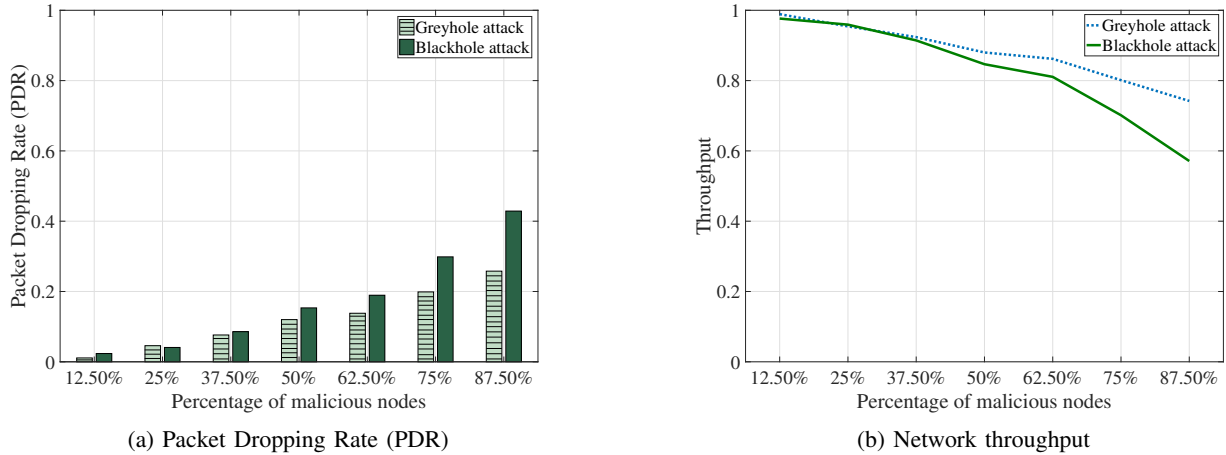 Packet Dropping Rate (PDR)
1
0.8
0.6
0.4
0.2
0
Greyhole attack
Blackhole attack
12.50% 25% 37.50% 50% 62.50% 75% 87.50%
Percentage of malicious nodes
(a) Packet Dropping Rate (PDR)
Throughput
1
0.8
0.6
0.4
0.2
0
Greyhole attack
Blackhole attack
12.50% 25% 37.50% 50% 62.50% 75% 87.50%
Percentage of malicious nodes
(b) Network throughput